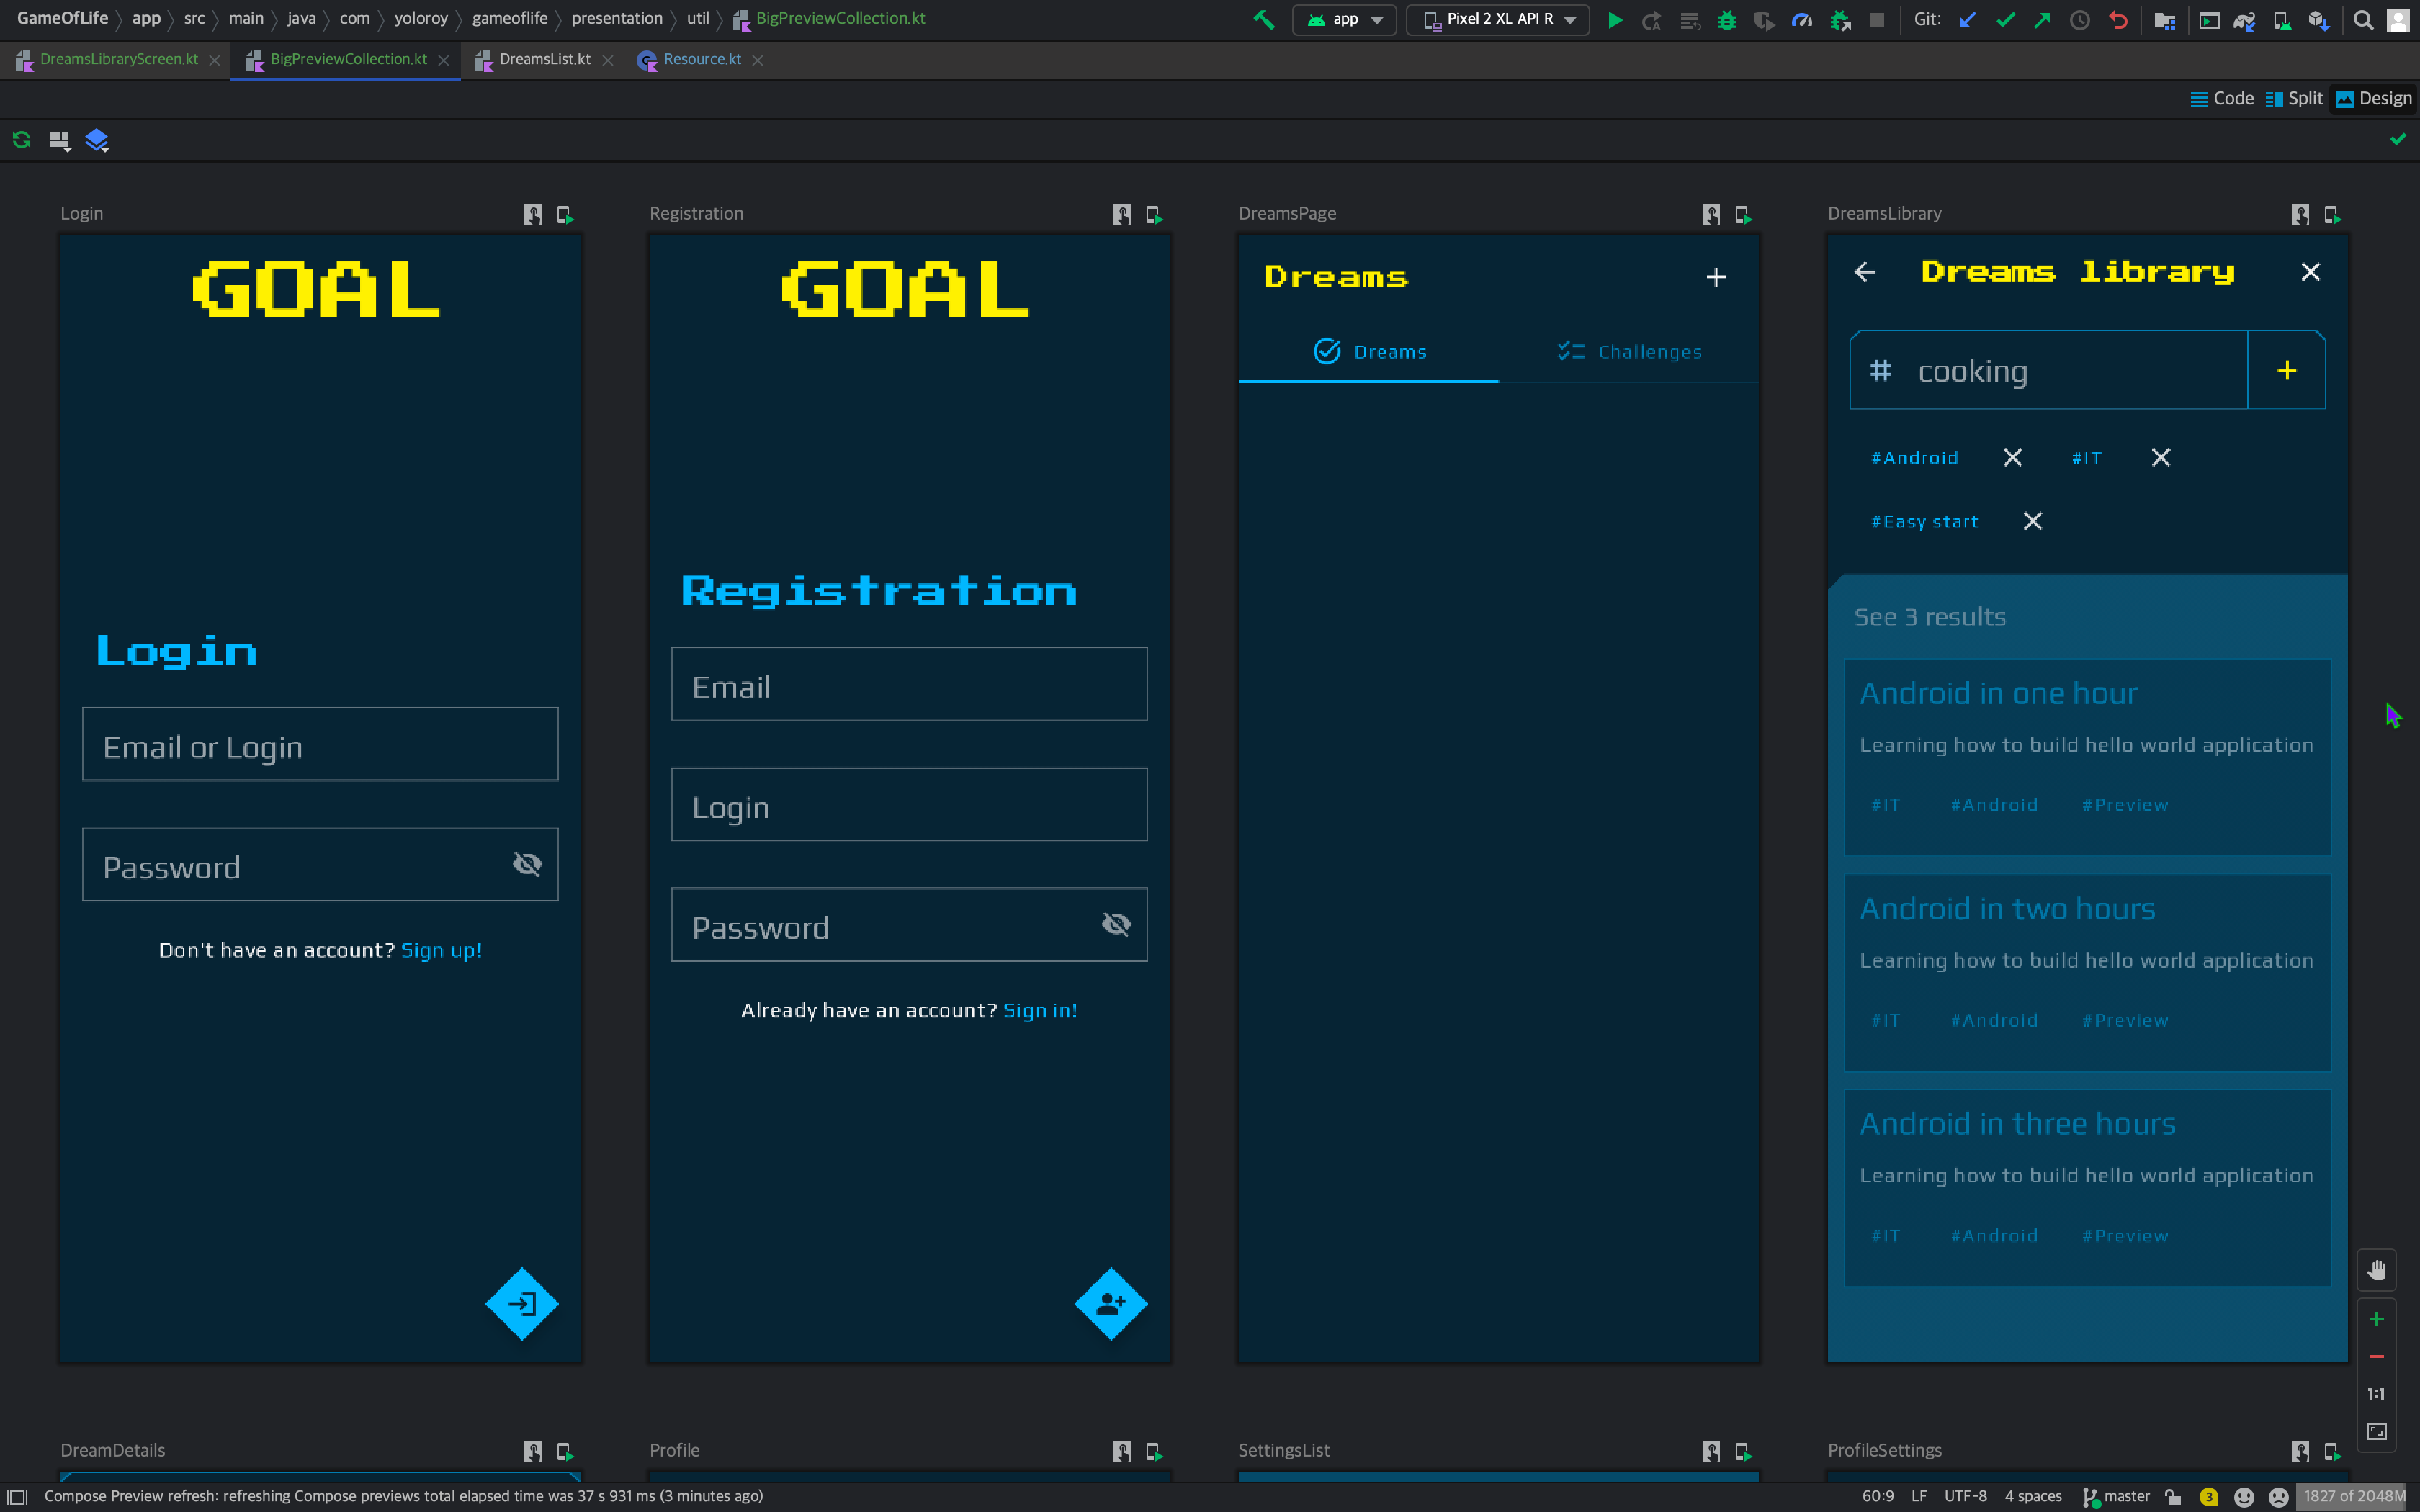 GameOfLife app src main java com yoloroy gameoflife presentation util BigPreviewCollection.kt app Pixel 2 XL API R Git:
DreamsLibraryScreen.kt BigPreviewCollection.kt DreamsList.kt Resource.kt
Code Split Design
Login
GOAL
Login
Email or Login
Password
Don't have an account? Sign up!
Registration
GOAL
Registration
Email
Login
Password
Already have an account? Sign in!
DreamsPage
Dreams +
Dreams Challenges
DreamsLibrary
Dreams library
# cooking +
#Android #IT
#Easy start
See 3 results
Android in one hour
Learning how to build hello world application
#IT #Android #Preview
Android in two hours
Learning how to build hello world application
#IT #Android #Preview
Android in three hours
Learning how to build hello world application
#IT #Android #Preview
1:1
DreamDetails Profile SettingsList ProfileSettings
Compose Preview refresh: refreshing Compose previews total elapsed time was 37 s 931 ms (3 minutes ago) 60:9 LF UTF-8 4 spaces master 3 1827 of 2048M